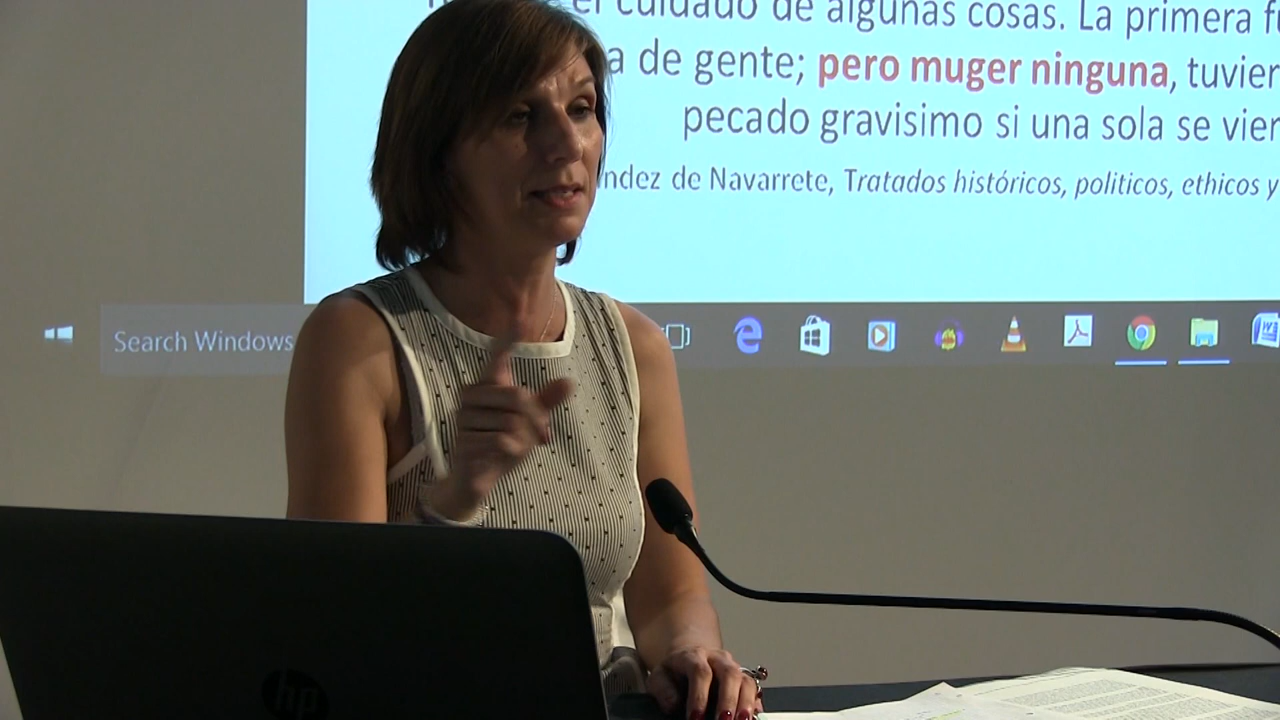 el cuidado de algunas cosas. La primera
de gente; pero muger ninguna, tuvier
pecado gravisimo si una sola se vier
ndez de Navarrete, Tratados históricos, politicos, ethicos y
Search Windows
hp